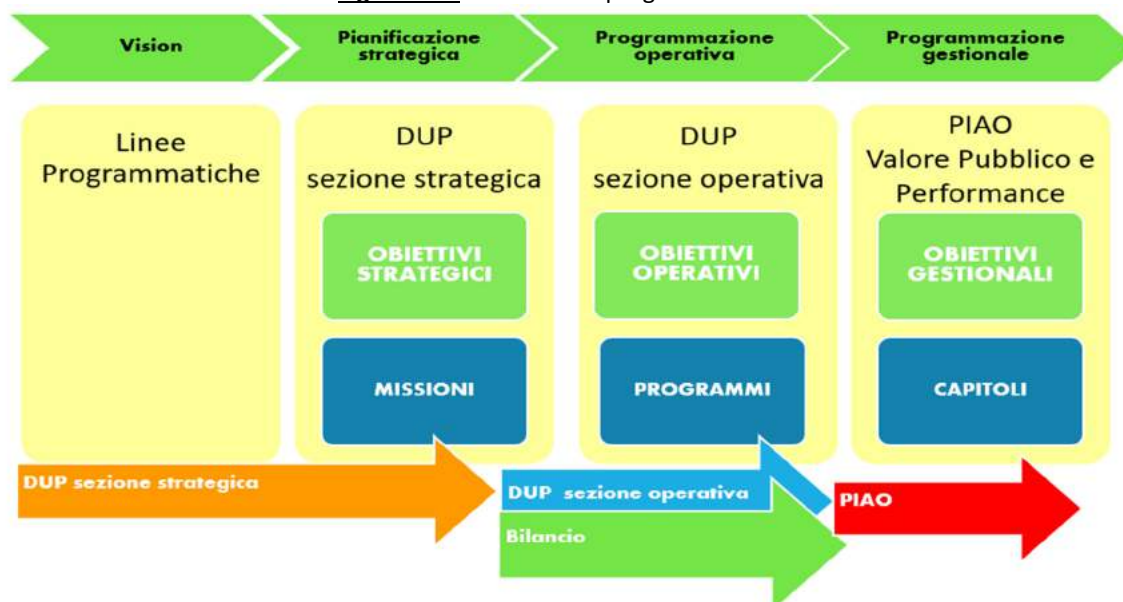 Vision
Pianificazione
strategica
Programmazione
operativa
Programmazione
gestionale
Linee
Programmatiche
DUP
sezione strategica
OBIETTIVI
STRATEGICI
MISSIONI
DUP
sezione operativa
OBIETTIVI
OPERATIVI
PROGRAMMI
PIAO
Valore Pubblico e
Performance
OBIETTIVI
GESTIONALI
CAPITOLI
DUP sezione strategica
DUP sezione operativa
Bilancio
PIAO